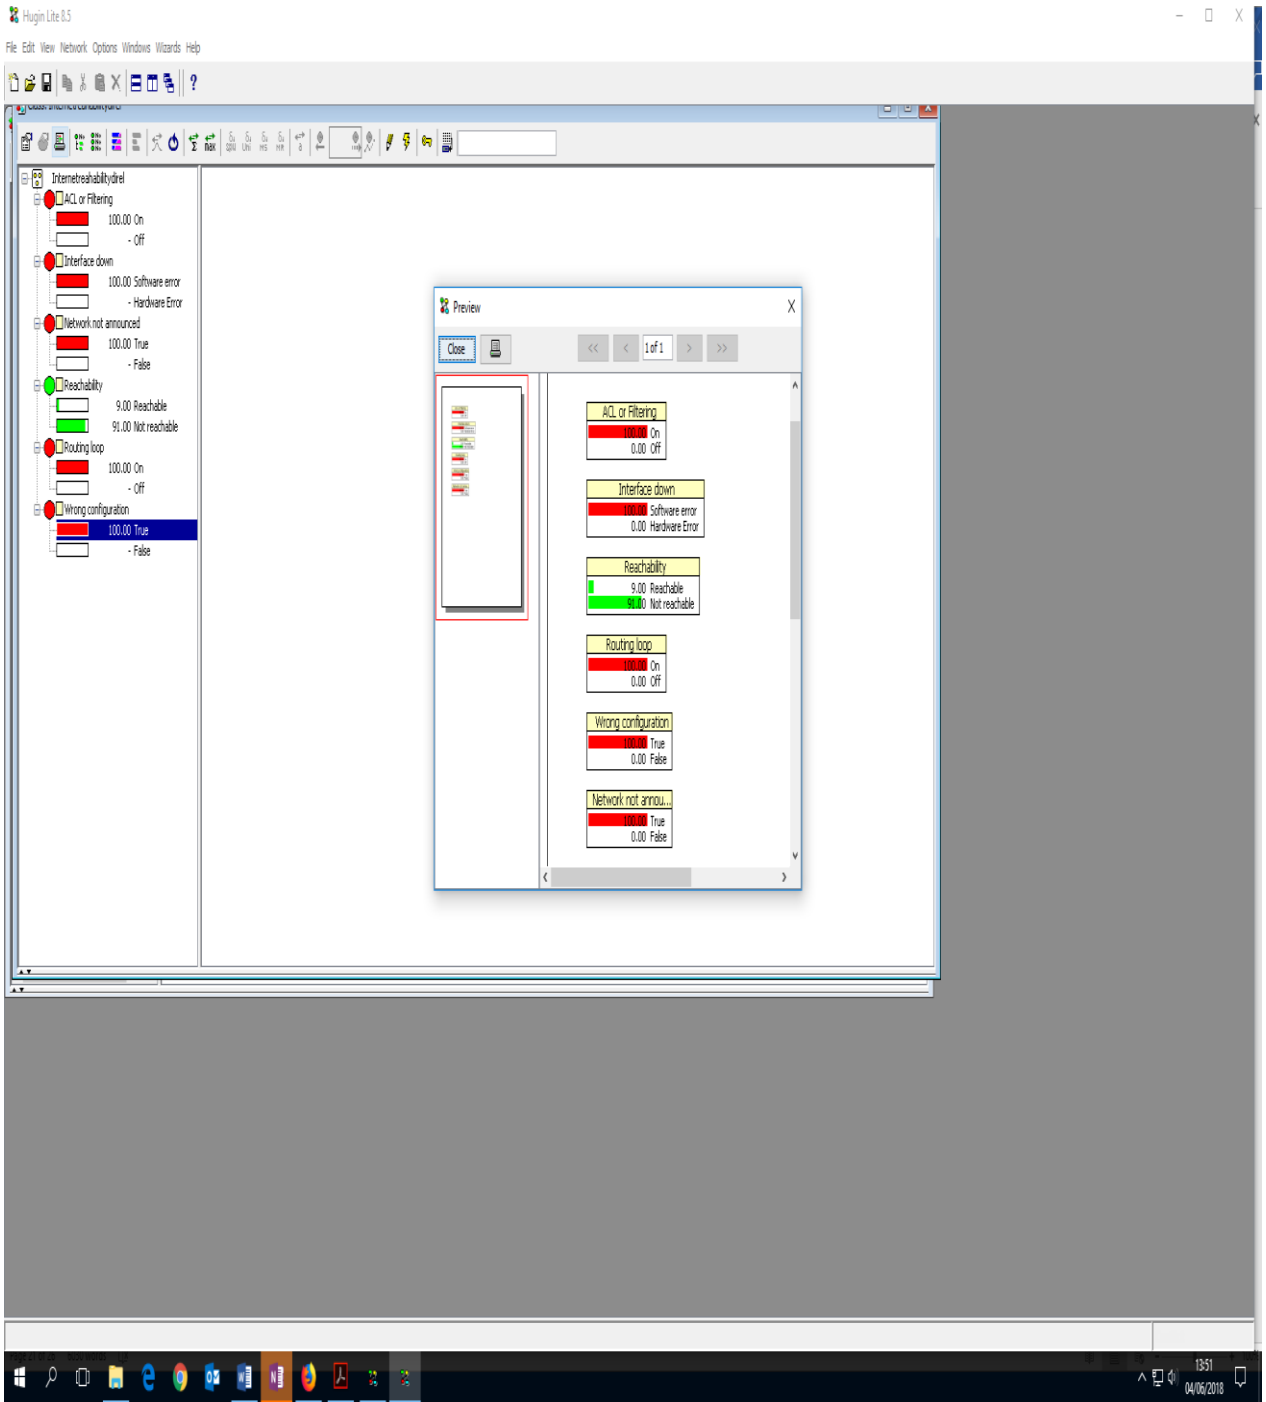 Hugin Lite 8.5
File Edit View Network Options Windows Wizards Help
?
Σ max
Internetreahabilitydirel
ACL or Filtering
100.00 On
- Off
Interface down
100.00 Software error
- Hardware Error
Network not announced
100.00 True
- False
Reachability
9.00 Reachable
91.00 Not reachable
Routing loop
100.00 On
- Off
Wrong configuration
100.00 True
- False
Preview
Close
<< < 1 of 1 > >>
ACL or Filtering
100.00 On
0.00 Off
Interface down
100.00 Software error
0.00 Hardware Error
Reachability
9.00 Reachable
91.00 Not reachable
Routing loop
100.00 On
0.00 Off
Wrong configuration
100.00 True
0.00 False
Network not annou...
100.00 True
0.00 False
13:51
04/06/2018